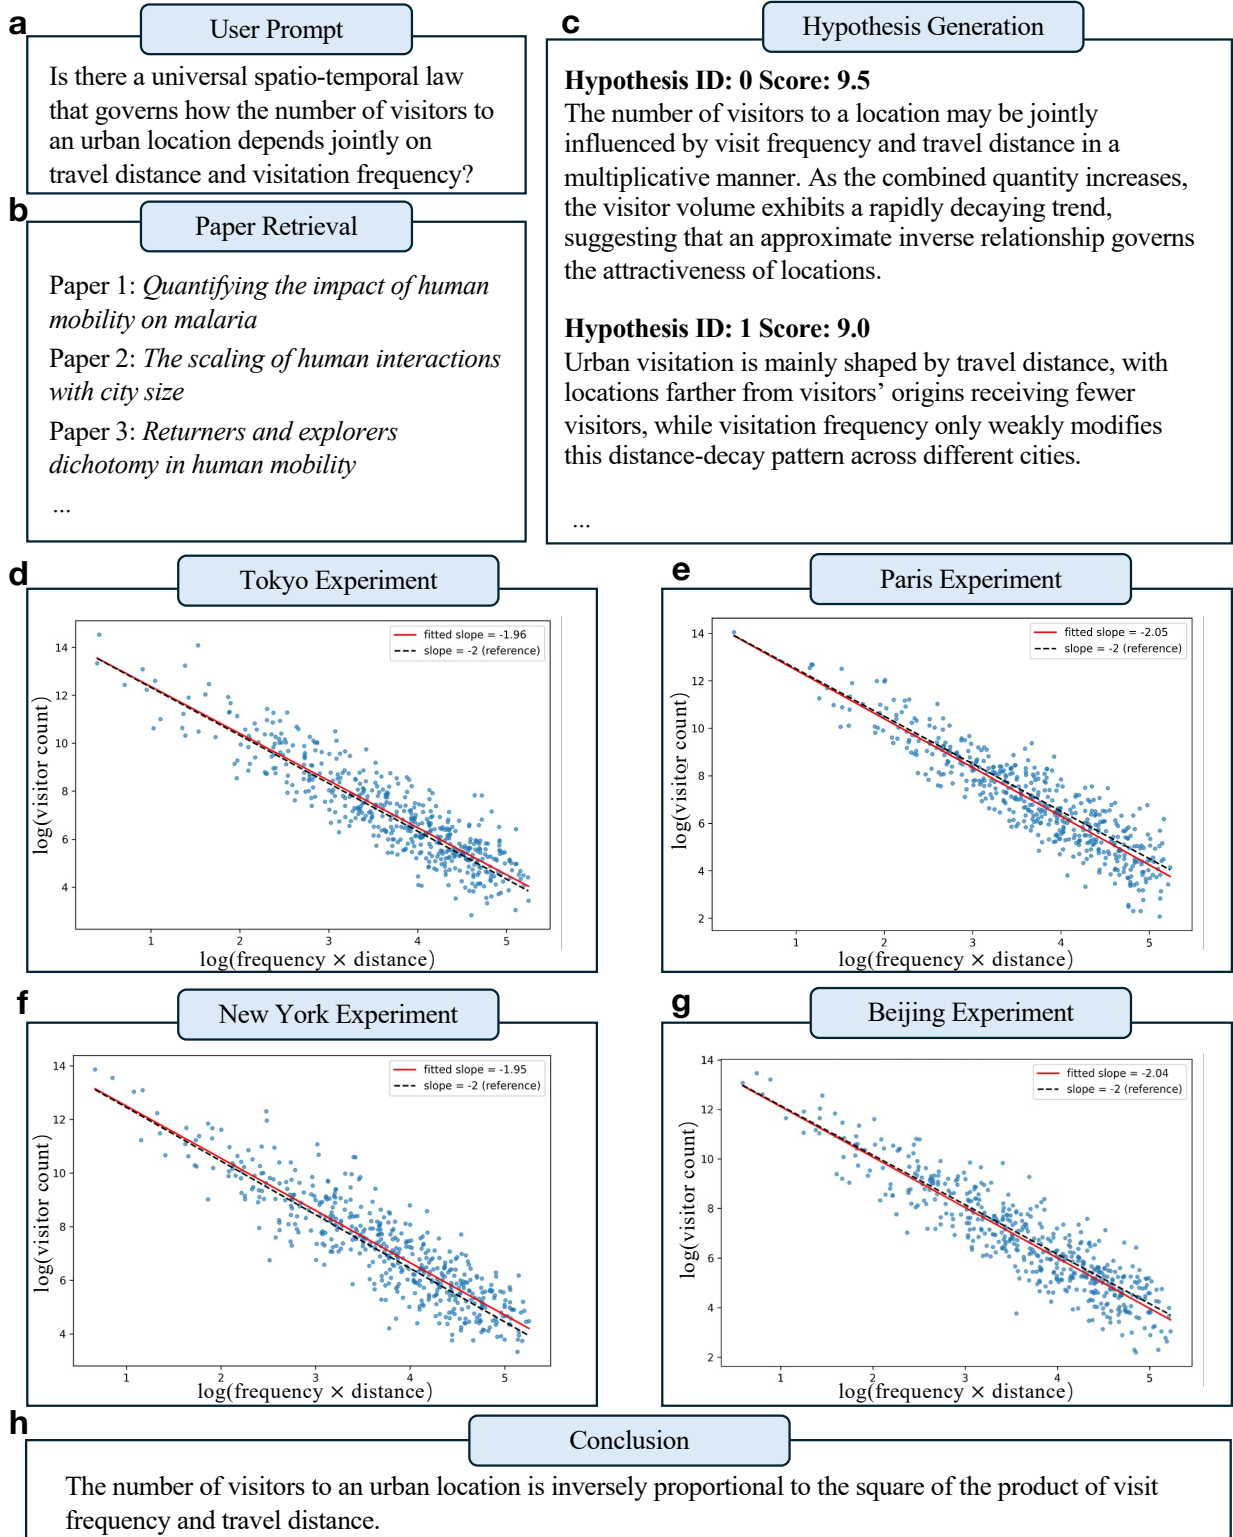 a
User Prompt
Is there a universal spatio-temporal law
that governs how the number of visitors to
an urban location depends jointly on
travel distance and visitation frequency?
b
Paper Retrieval
Paper 1: Quantifying the impact of human
mobility on malaria
Paper 2: The scaling of human interactions
with city size
Paper 3: Returners and explorers
dichotomy in human mobility
...
c
Hypothesis Generation
Hypothesis ID: 0 Score: 9.5
The number of visitors to a location may be jointly
influenced by visit frequency and travel distance in a
multiplicative manner. As the combined quantity increases,
the visitor volume exhibits a rapidly decaying trend,
suggesting that an approximate inverse relationship governs
the attractiveness of locations.
Hypothesis ID: 1 Score: 9.0
Urban visitation is mainly shaped by travel distance, with
locations farther from visitors' origins receiving fewer
visitors, while visitation frequency only weakly modifies
this distance-decay pattern across different cities.
...
d
Tokyo Experiment
fitted slope = -1.96
slope = -2 (reference)
log(visitor count)
14
12
10
8
6
4
1 2 3 4 5
log(frequency × distance)
e
Paris Experiment
fitted slope = -2.05
slope = -2 (reference)
log(visitor count)
14
12
10
8
6
4
2
1 2 3 4 5
log(frequency × distance)
f
New York Experiment
fitted slope = -1.95
slope = -2 (reference)
log(visitor count)
14
12
10
8
6
4
1 2 3 4 5
log(frequency × distance)
g
Beijing Experiment
fitted slope = -2.04
slope = -2 (reference)
log(visitor count)
14
12
10
8
6
4
2
1 2 3 4 5
log(frequency × distance)
h
Conclusion
The number of visitors to an urban location is inversely proportional to the square of the product of visit
frequency and travel distance.